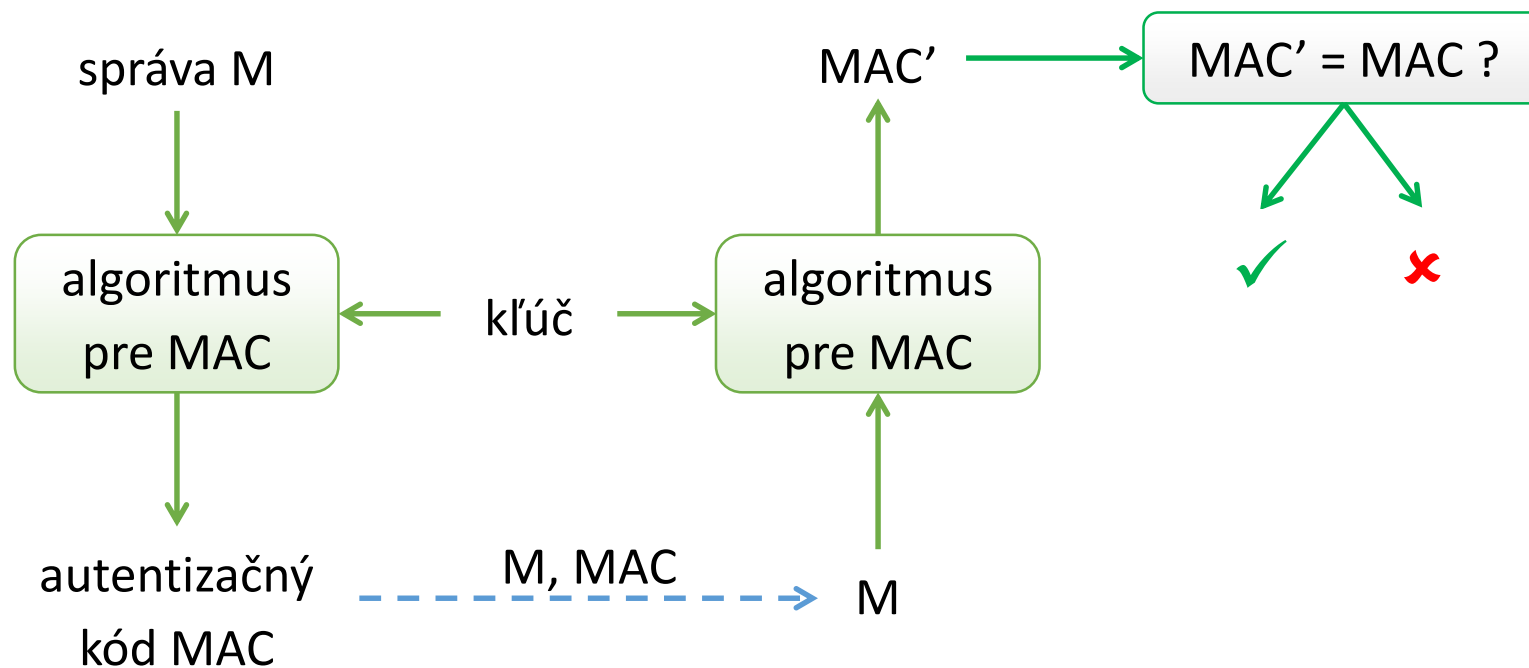 správa M
MAC’
MAC’ = MAC ?
algoritmus
pre MAC
kľúč
algoritmus
pre MAC
autentizačný
kód MAC
M, MAC
M